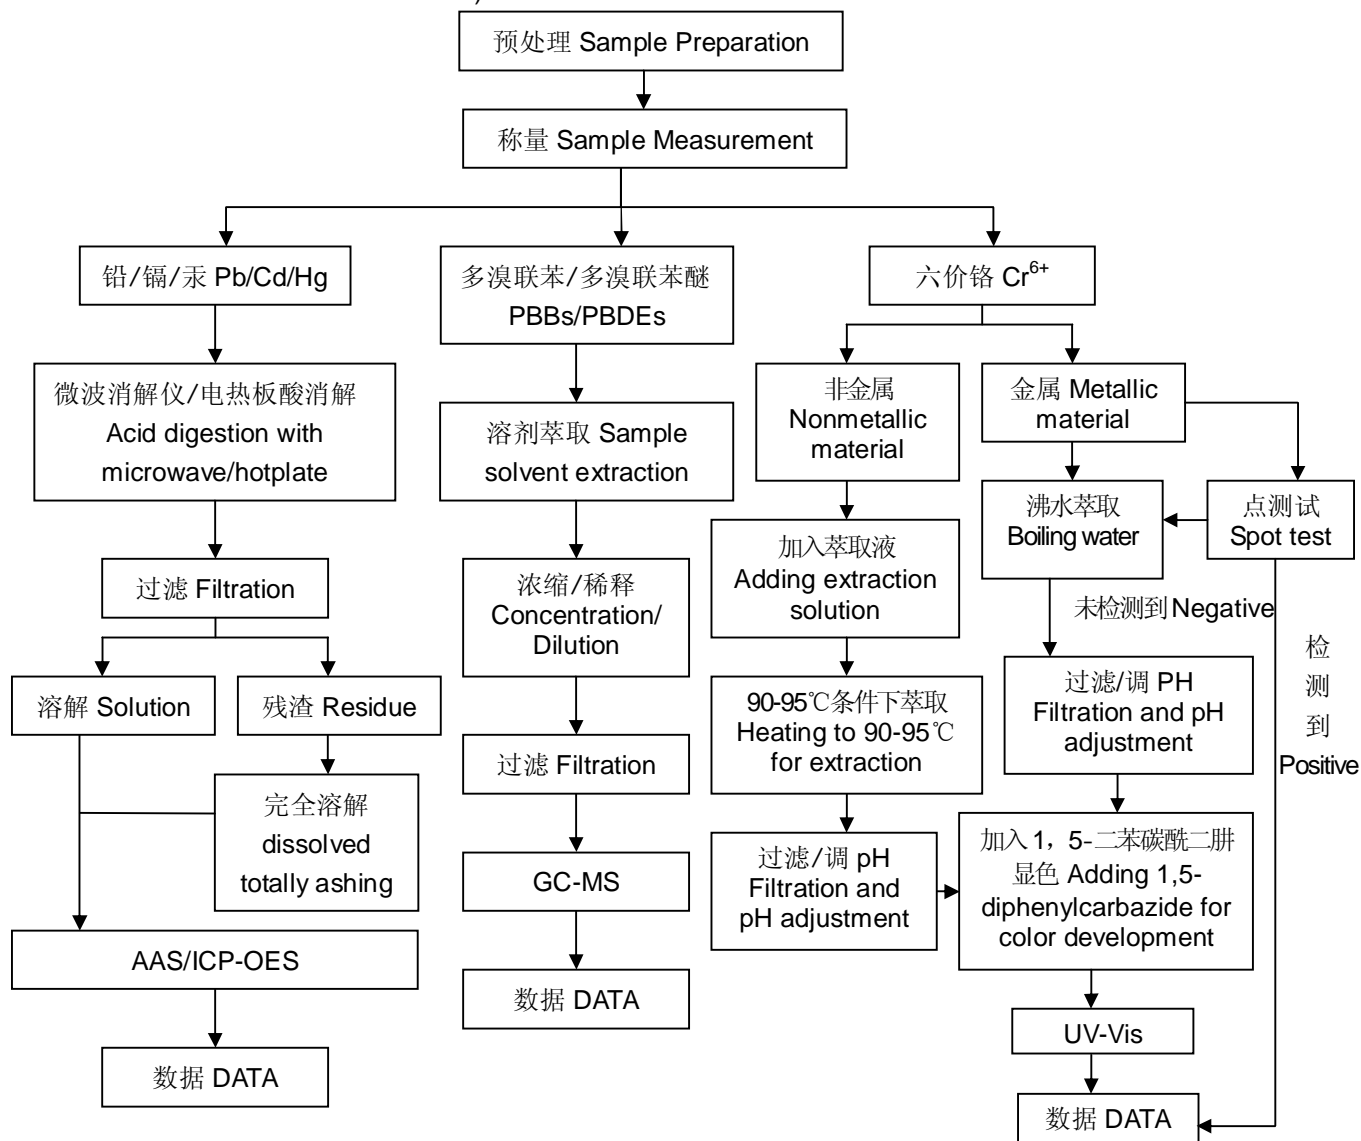 预处理 Sample Preparation
称量 Sample Measurement
铅/镉/汞 Pb/Cd/Hg
微波消解仪/电热板酸消解
Acid digestion with
microwave/hotplate
过滤 Filtration
溶解 Solution
残渣 Residue
完全溶解
dissolved
totally ashing
AAS/ICP-OES
数据 DATA
多溴联苯/多溴联苯醚
PBBs/PBDEs
溶剂萃取 Sample
solvent extraction
浓缩/稀释
Concentration/
Dilution
过滤 Filtration
GC-MS
数据 DATA
六价铬 Cr⁶⁺
非金属
Nonmetallic
material
加入萃取液
Adding extraction
solution
90-95℃条件下萃取
Heating to 90-95℃
for extraction
过滤/调 pH
Filtration and
pH adjustment
金属 Metallic
material
沸水萃取
Boiling water
点测试
Spot test
未检测到 Negative
检
测
到
Positive
过滤/调 PH
Filtration and pH
adjustment
加入 1，5-二苯碳酰二肼
显色 Adding 1,5-
diphenylcarbazide for
color development
UV-Vis
数据 DATA